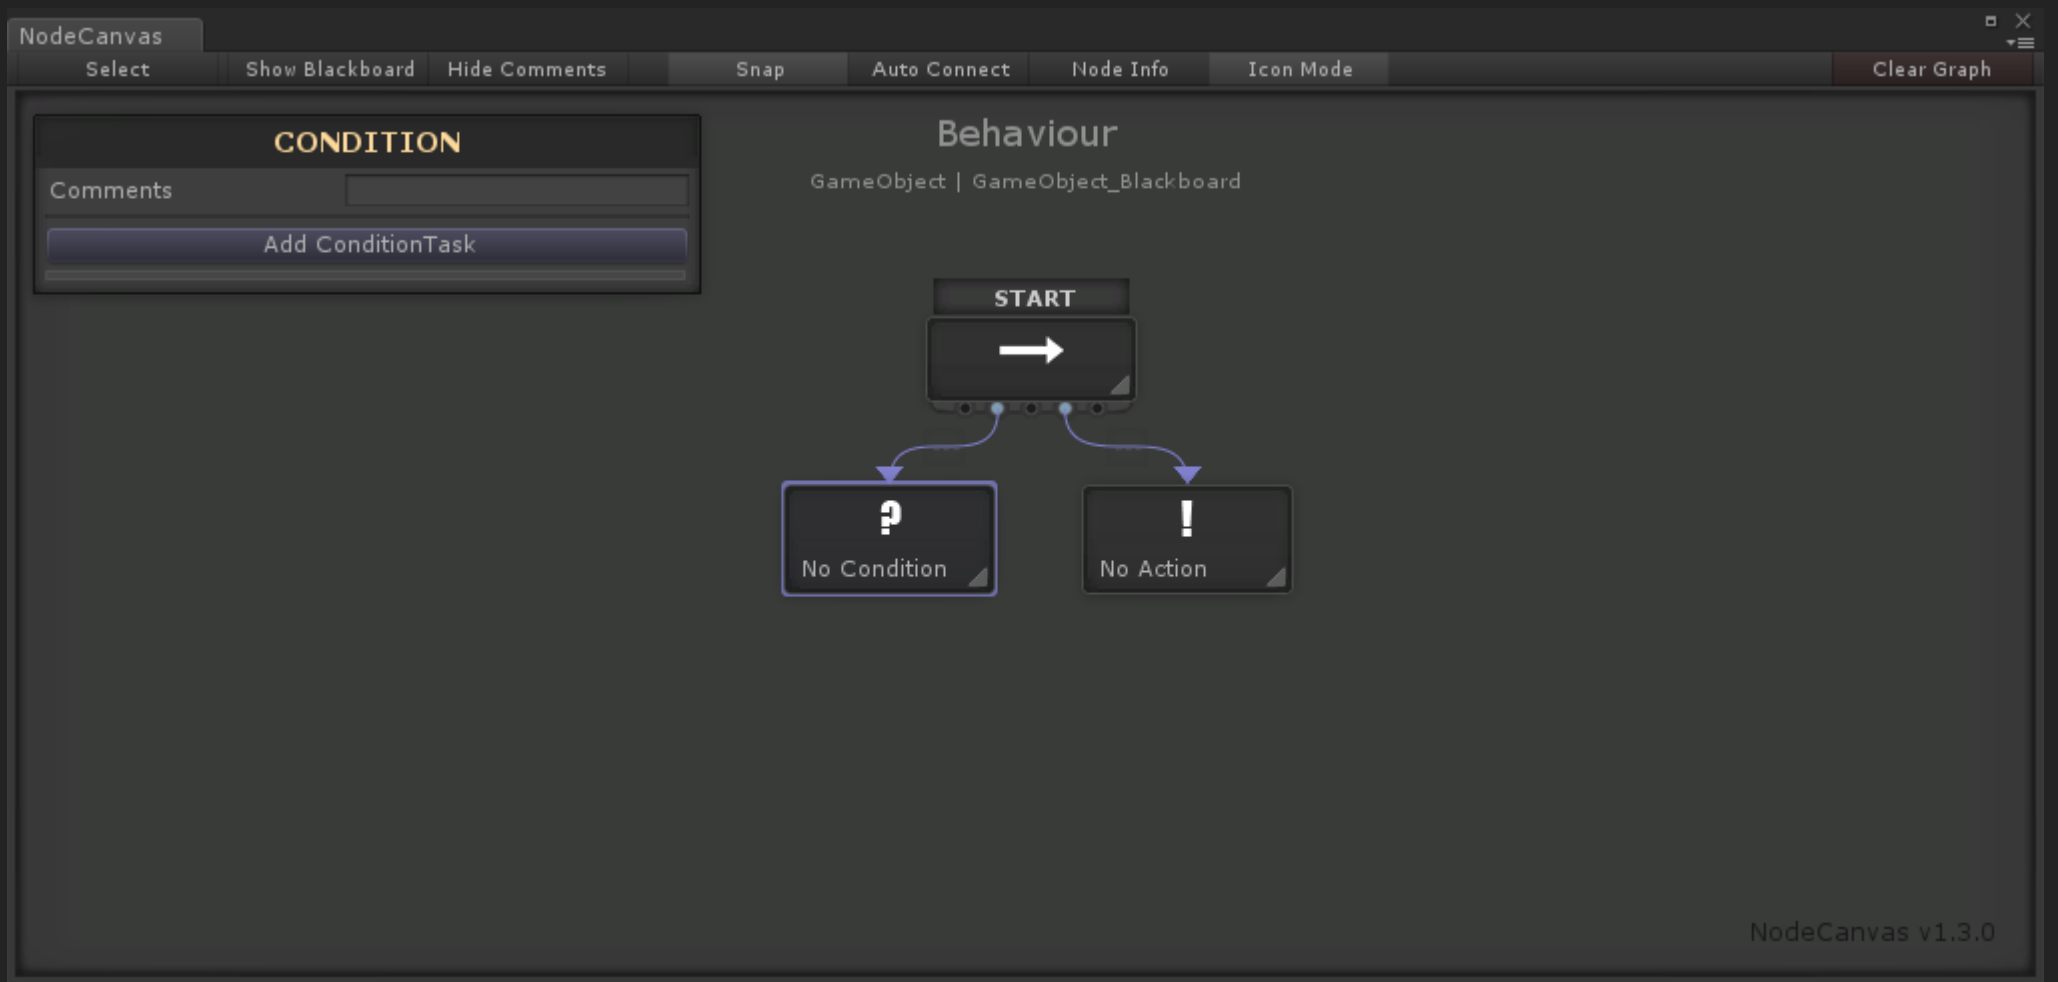 NodeCanvas
Select Show Blackboard Hide Comments Snap Auto Connect Node Info Icon Mode Clear Graph
CONDITION
Comments
Add ConditionTask
Behaviour
GameObject | GameObject_Blackboard
START
?
No Condition
!
No Action
NodeCanvas v1.3.0